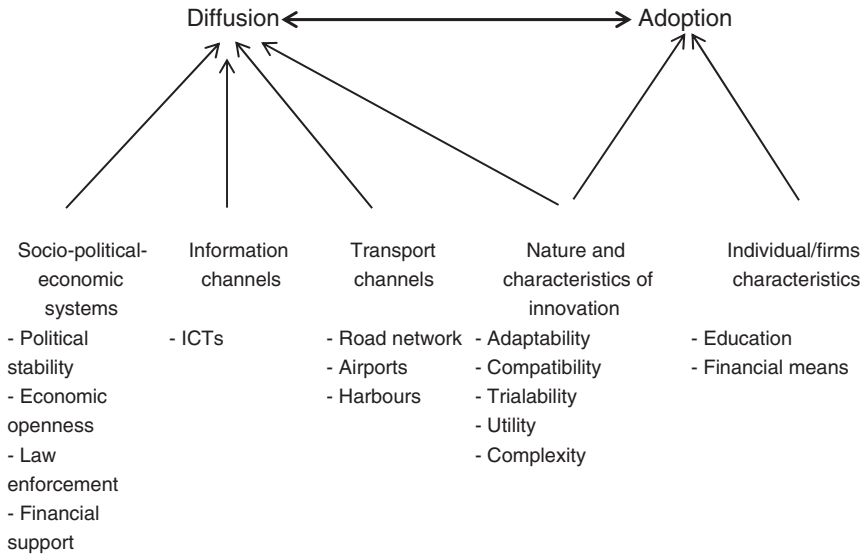 Diffusion
Adoption
Socio-political-
economic
systems
- Political
stability
- Economic
openness
- Law
enforcement
- Financial
support
Information
channels
- ICTs
Transport
channels
- Road network
- Airports
- Harbours
Nature and
characteristics of
innovation
- Adaptability
- Compatibility
- Trialability
- Utility
- Complexity
Individual/firms
characteristics
- Education
- Financial means